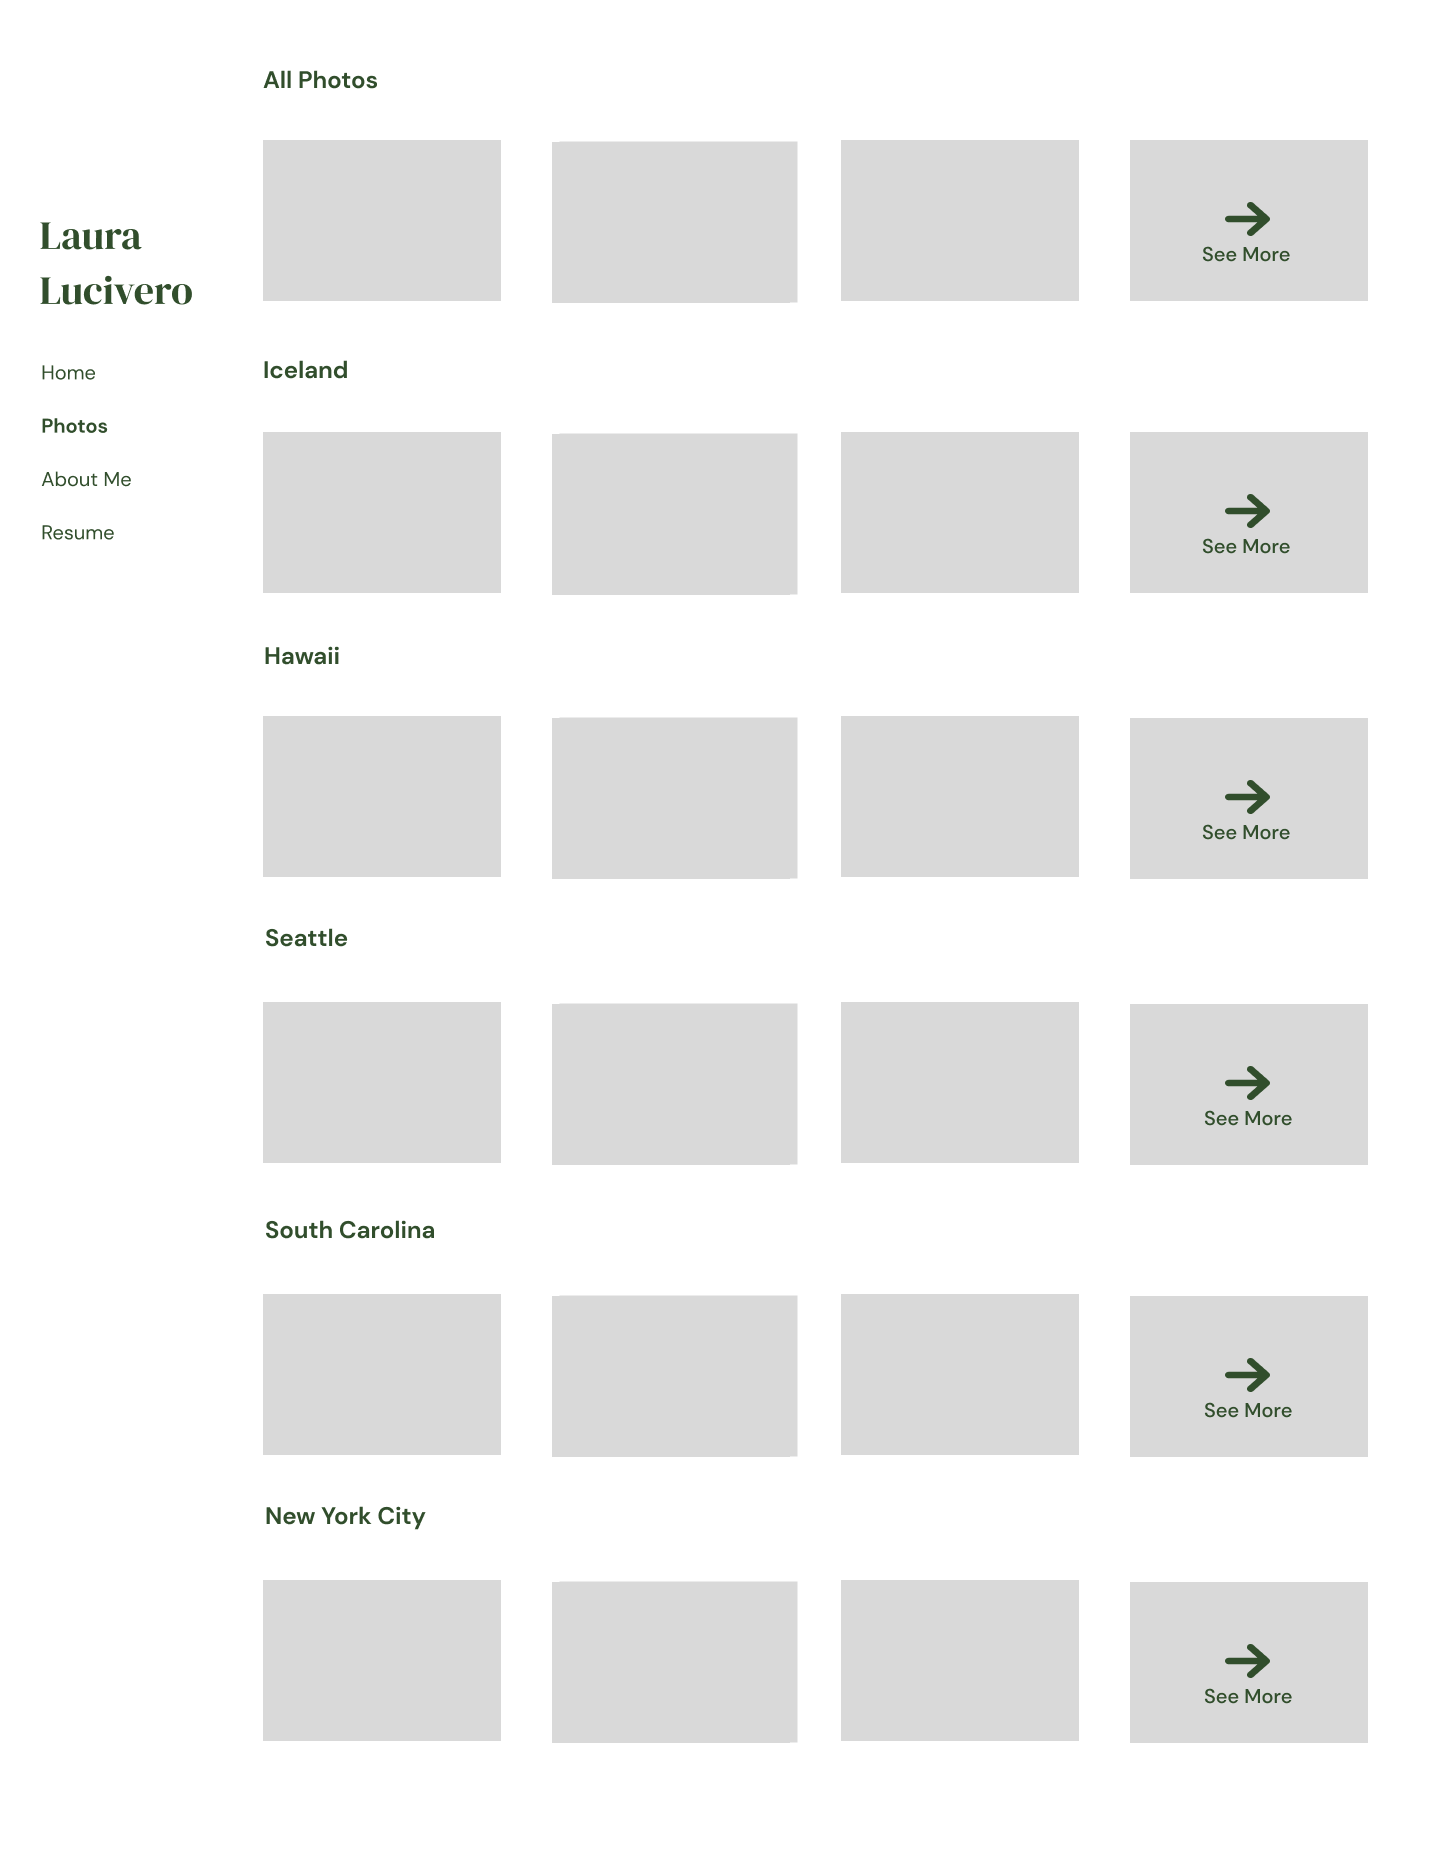 Laura
Lucivero
Home
Photos
About Me
Resume
All Photos
See More
Iceland
See More
Hawaii
See More
Seattle
See More
South Carolina
See More
New York City
See More